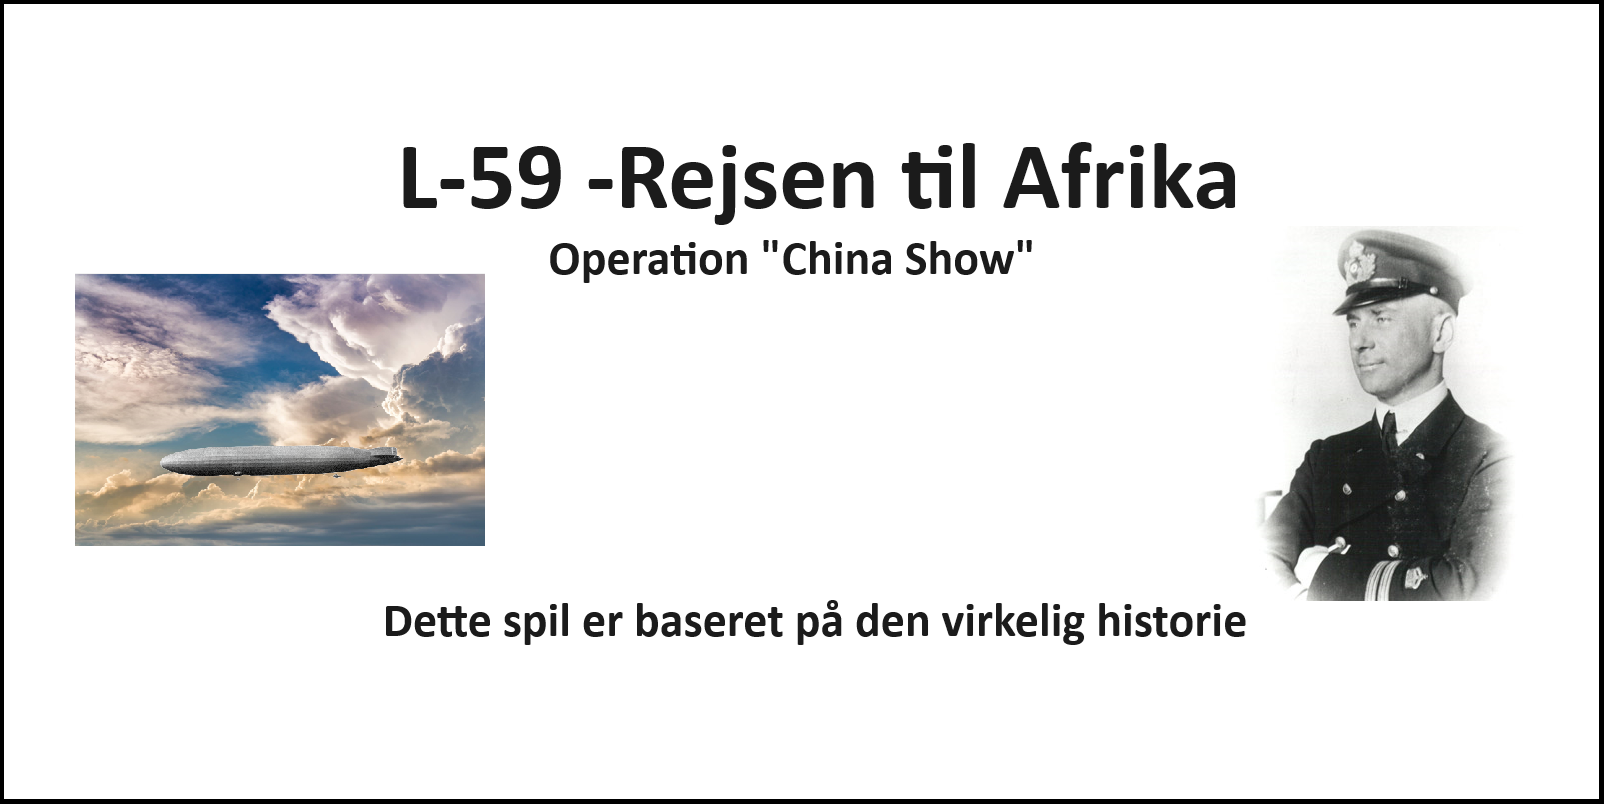 L-59 -Rejsen til Afrika
Operation "China Show"
Dette spil er baseret på den virkelig historie